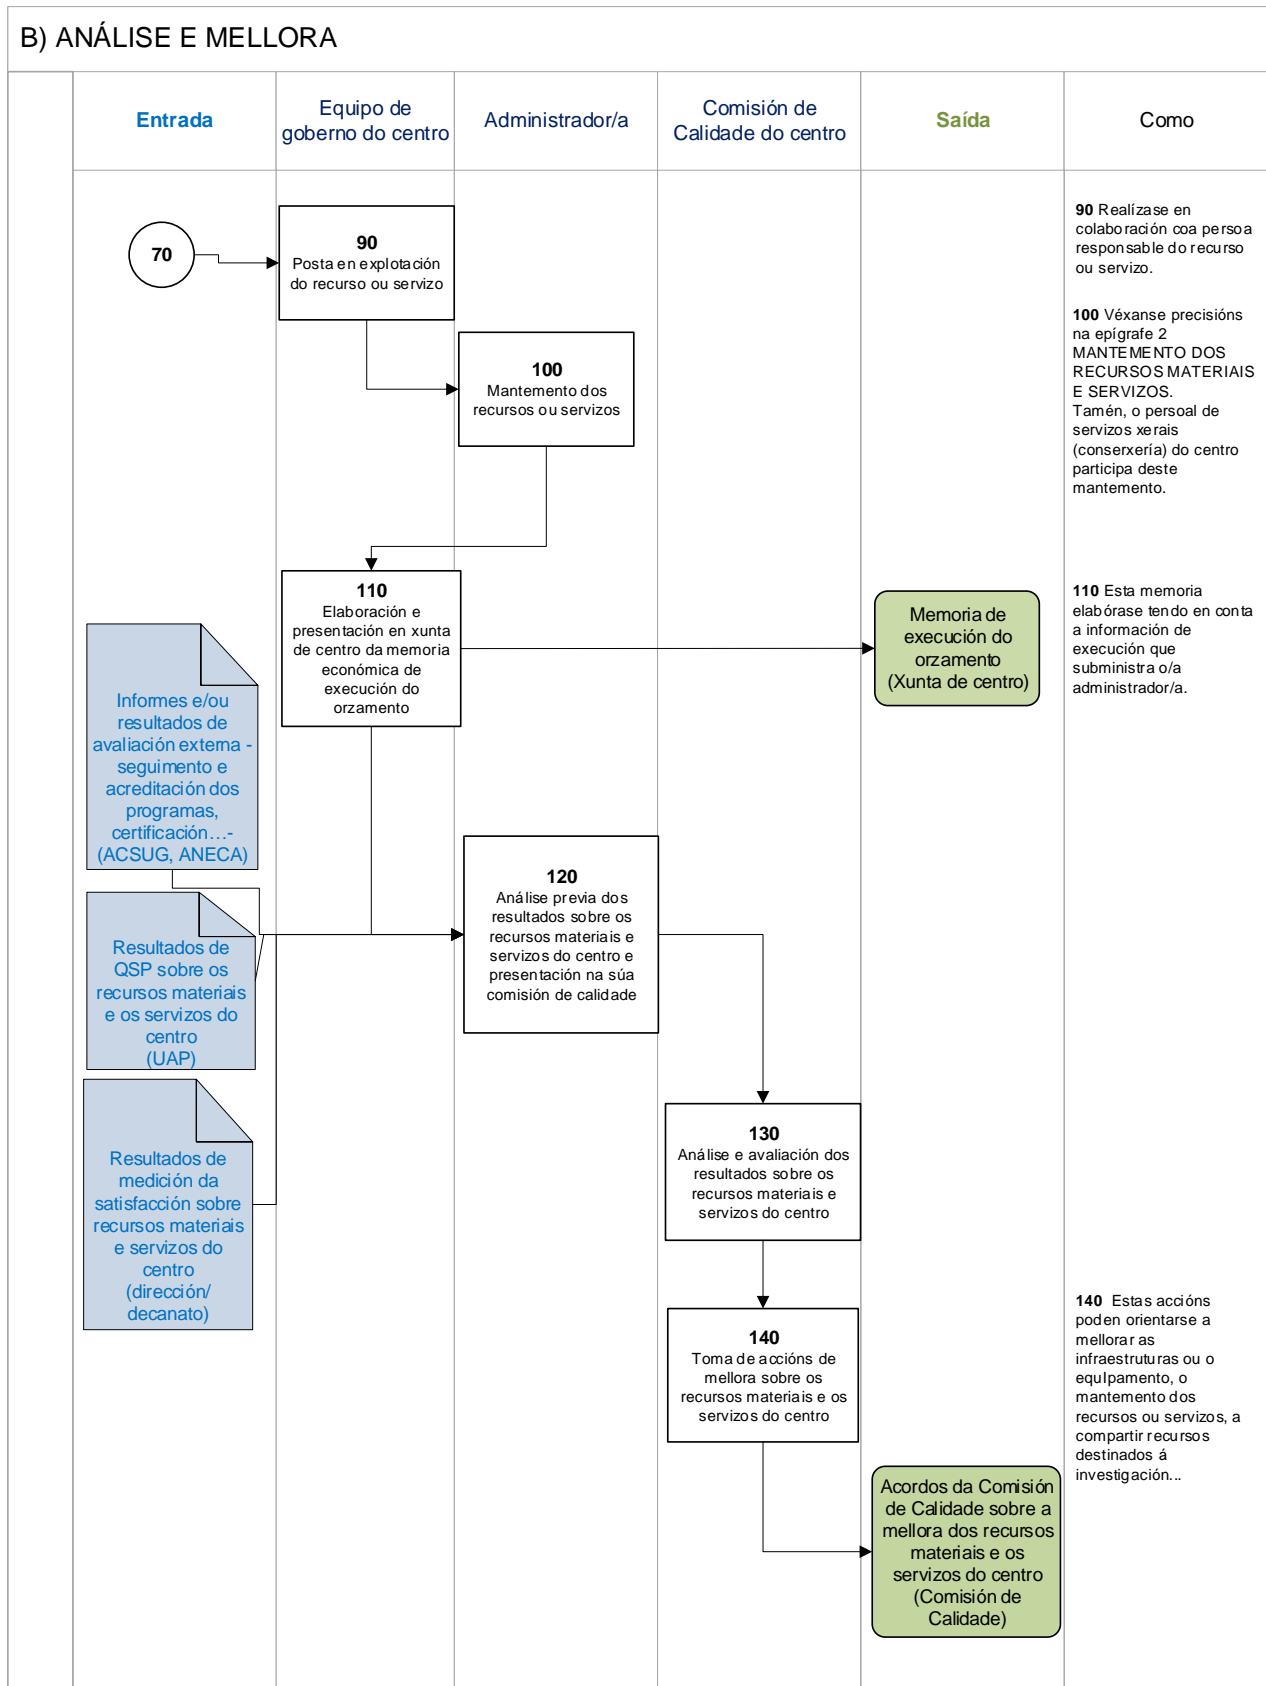 B) ANÁLISE E MELLORA
Entrada
Equipo de
goberno do centro
Administrador/a
Comisión de
Calidade do centro
Saída
Como
70
90
Posta en explotación
do recurso ou servizo
90 Realízase en
colaboración coa persoa
responsable do recurso
ou servizo.
100
Mantemento dos
recursos ou servizos
100 Véxanse precisións
na epígrafe 2
MANTEMENTO DOS
RECURSOS MATERIAIS
E SERVIZOS.
Tamén, o persoal de
servizos xerais
(conserxería) do centro
participa deste
mantemento.
110
Elaboración e
presentación en xunta
de centro da memoria
económica de
execución do
orzamento
Memoria de
execución do
orzamento
(Xunta de centro)
110 Esta memoria
elabórase tendo en conta
a información de
execución que
subministra o/a
administrador/a.
Informes e/ou
resultados de
avaliación externa -
seguimento e
acreditación dos
programas,
certificación…-
(ACSUG, ANECA)
120
Análise previa dos
resultados sobre os
recursos materiais e
servizos do centro e
presentación na súa
comisión de calidade
Resultados de
QSP sobre os
recursos materiais
e os servizos do
centro
(UAP)
Resultados de
medición da
satisfacción sobre
recursos materiais
e servizos do
centro
(dirección/
decanato)
130
Análise e avaliación dos
resultados sobre os
recursos materiais e
servizos do centro
140
Toma de accións de
mellora sobre os
recursos materiais e os
servizos do centro
140 Estas accións
poden orientarse a
mellorar as
infraestruturas ou o
equIpamento, o
mantemento dos
recursos ou servizos, a
compartir recursos
destinados á
investigación...
Acordos da Comisión
de Calidade sobre a
mellora dos recursos
materiais e os
servizos do centro
(Comisión de
Calidade)